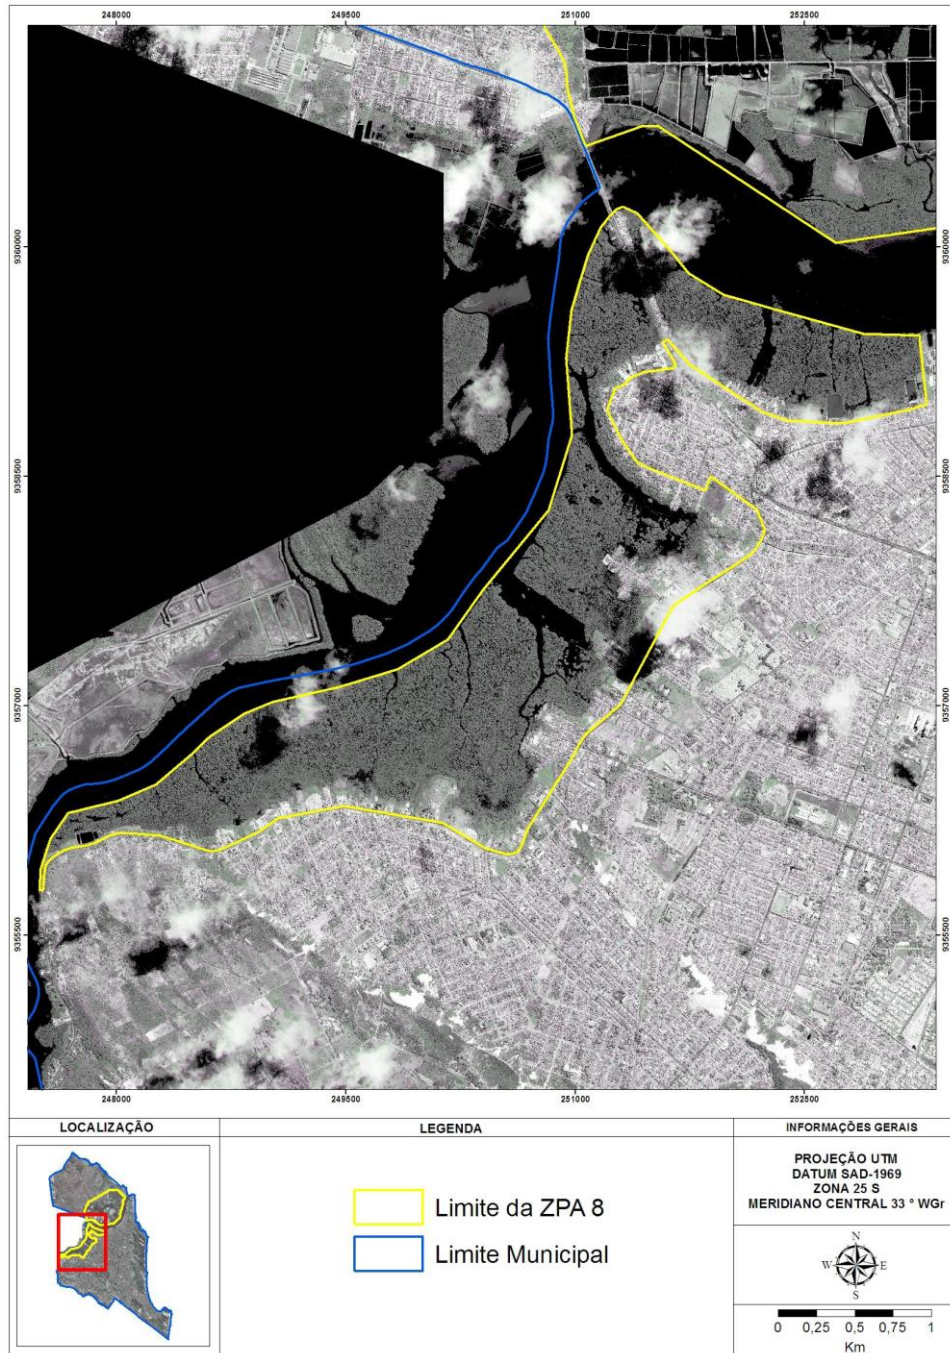 248000 249500 251000 252500
9360000 9360000
9358500 9358500
9357000 9357000
9355500 9355500
248000 249500 251000 252500
LOCALIZAÇÃO
LEGENDA
Limite da ZPA 8
Limite Municipal
INFORMAÇÕES GERAIS
PROJEÇÃO UTM
DATUM SAD-1969
ZONA 25 S
MERIDIANO CENTRAL 33 º WGr
N
W E
S
0 0,25 0,5 0,75 1
Km